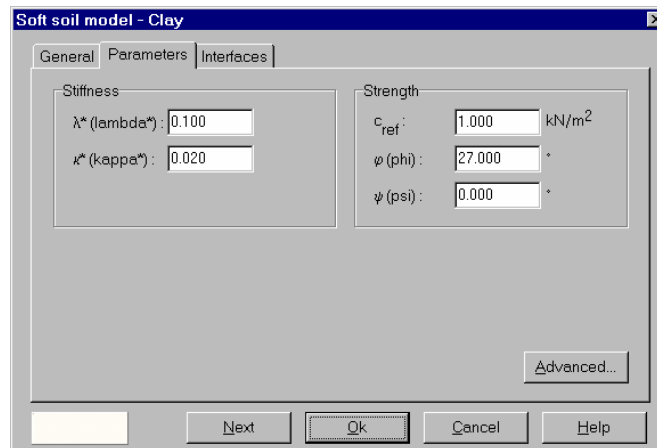 Soft soil model - Clay
General Parameters Interfaces
Stiffness
λ* (lambda*) : 0.100
κ* (kappa*) : 0.020
Strength
c_ref : 1.000 kN/m²
φ (phi) : 27.000 °
ψ (psi) : 0.000 °
Advanced...
Next Ok Cancel Help